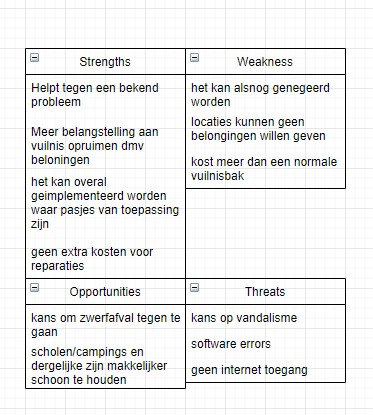 Strengths
Helpt tegen een bekend
probleem
Meer belangstelling aan
vuilnis opruimen dmv
beloningen
het kan overal
geimplementeerd worden
waar pasjes van toepassing
zijn
geen extra kosten voor
reparaties
Weakness
het kan alsnog genegeerd
worden
locaties kunnen geen
belongingen willen geven
kost meer dan een normale
vuilnisbak
Opportunities
kans om zwerfafval tegen te
gaan
scholen/campings en
dergelijke zijn makkelijker
schoon te houden
Threats
kans op vandalisme
software errors
geen internet toegang